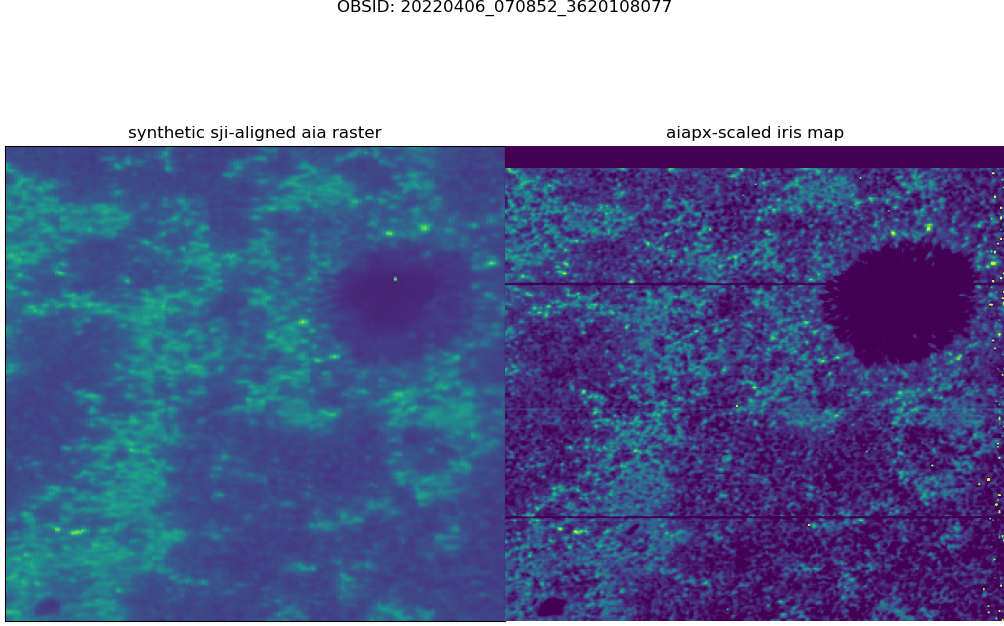 OBSID: 20220406_070852_3620108077
synthetic sji-aligned aia raster
aiapx-scaled iris map